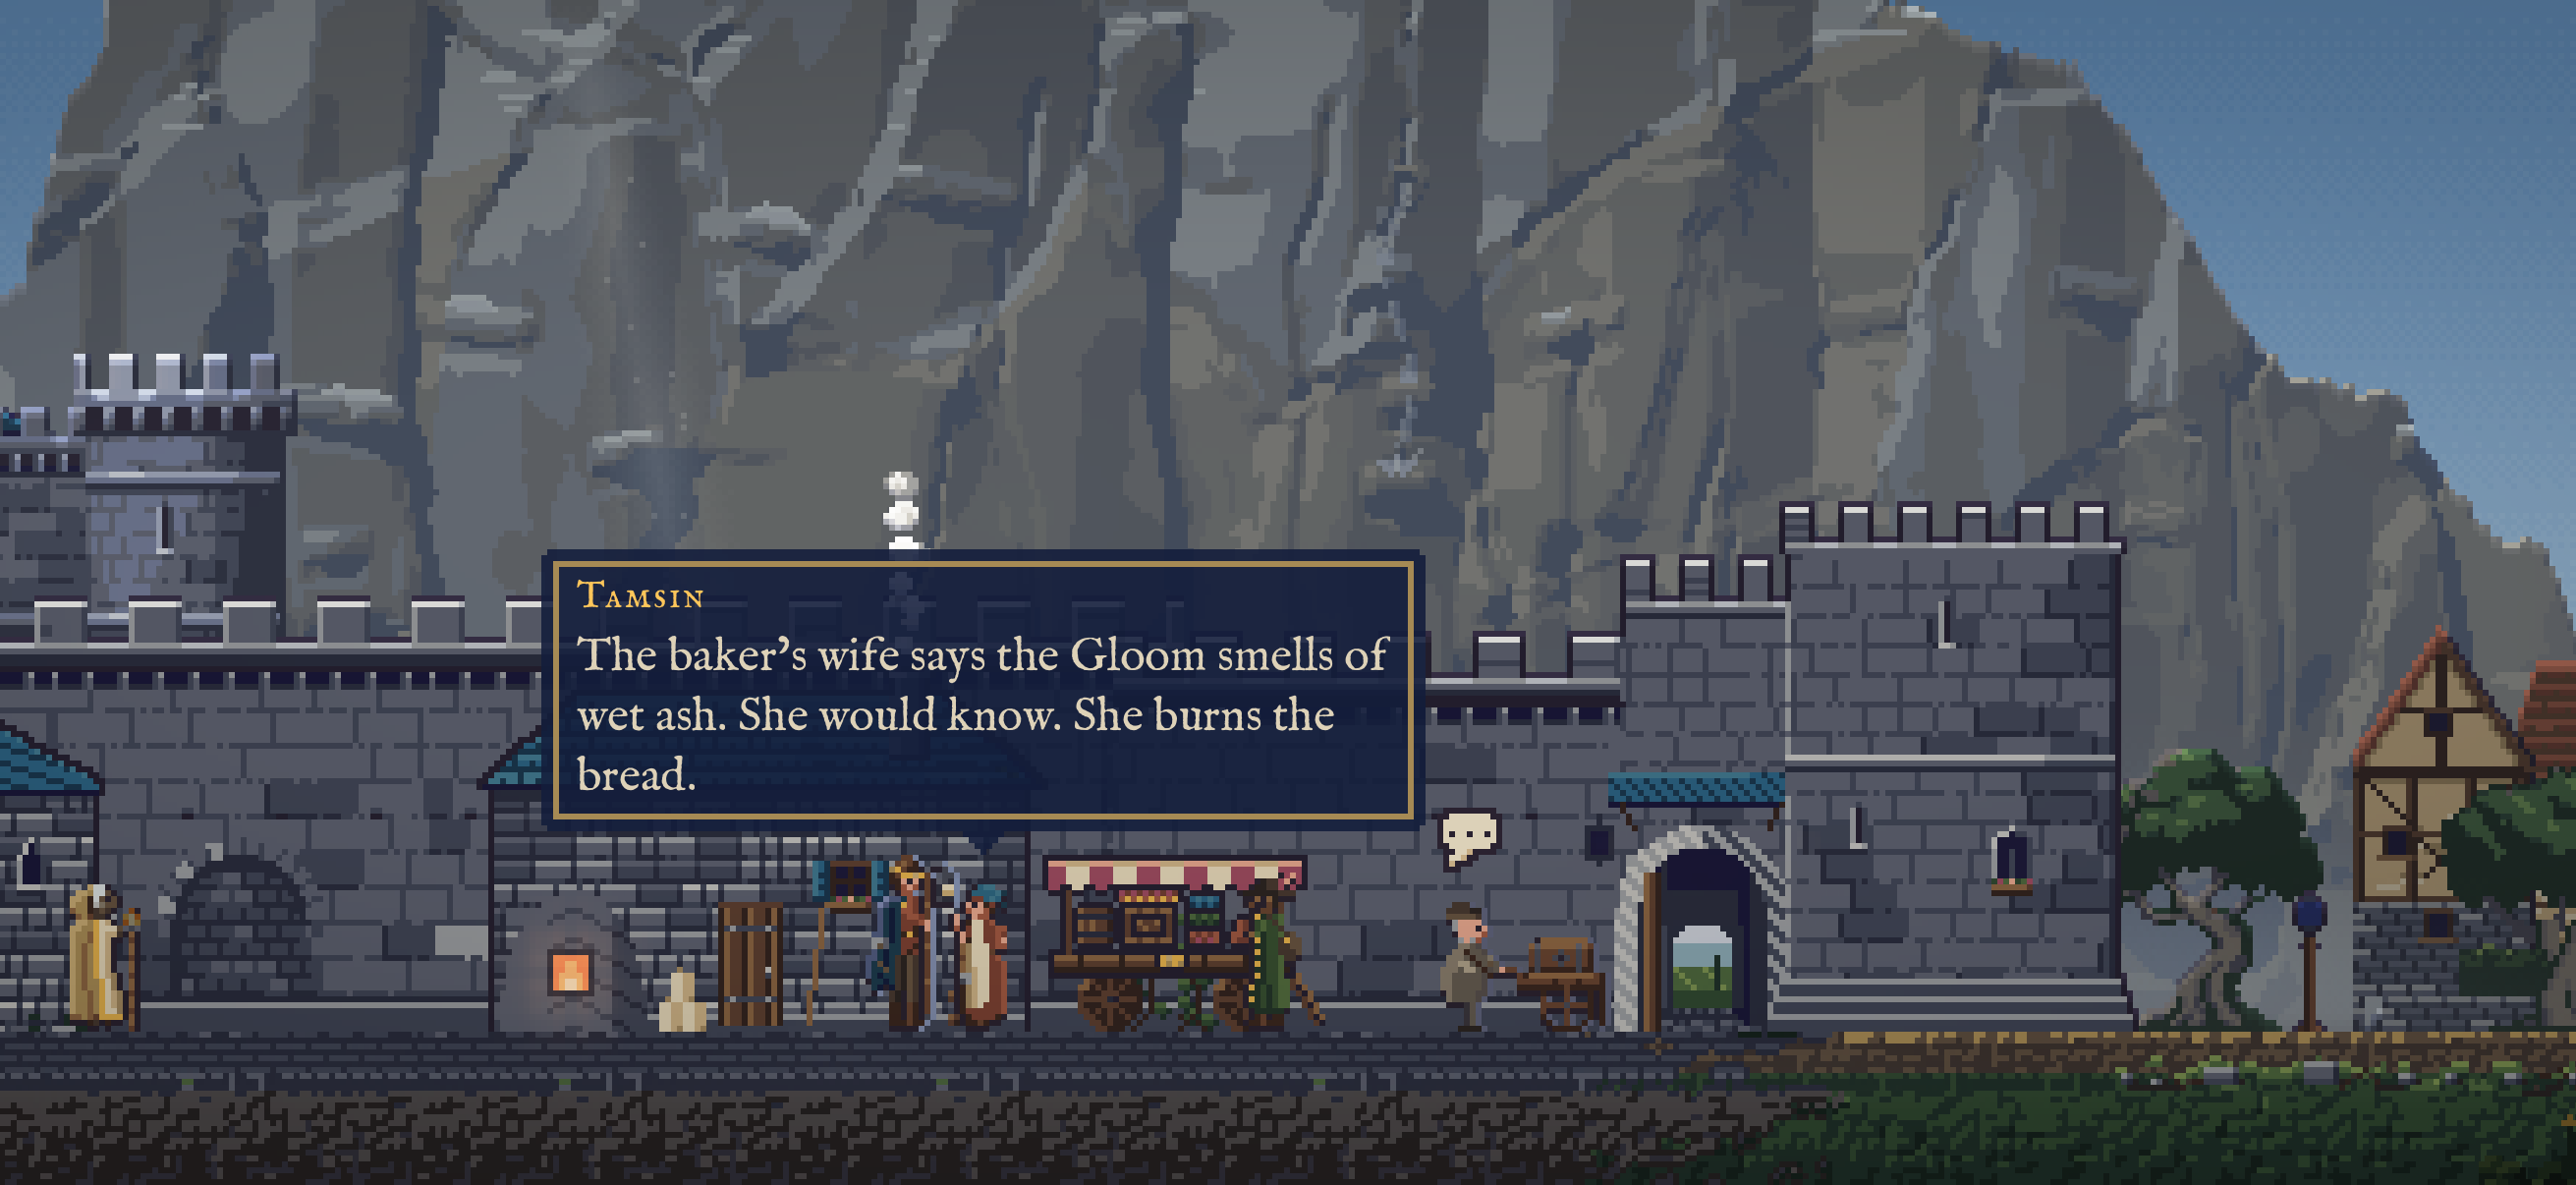 Tamsin
The baker’s wife says the Gloom smells of
wet ash. She would know. She burns the
bread.